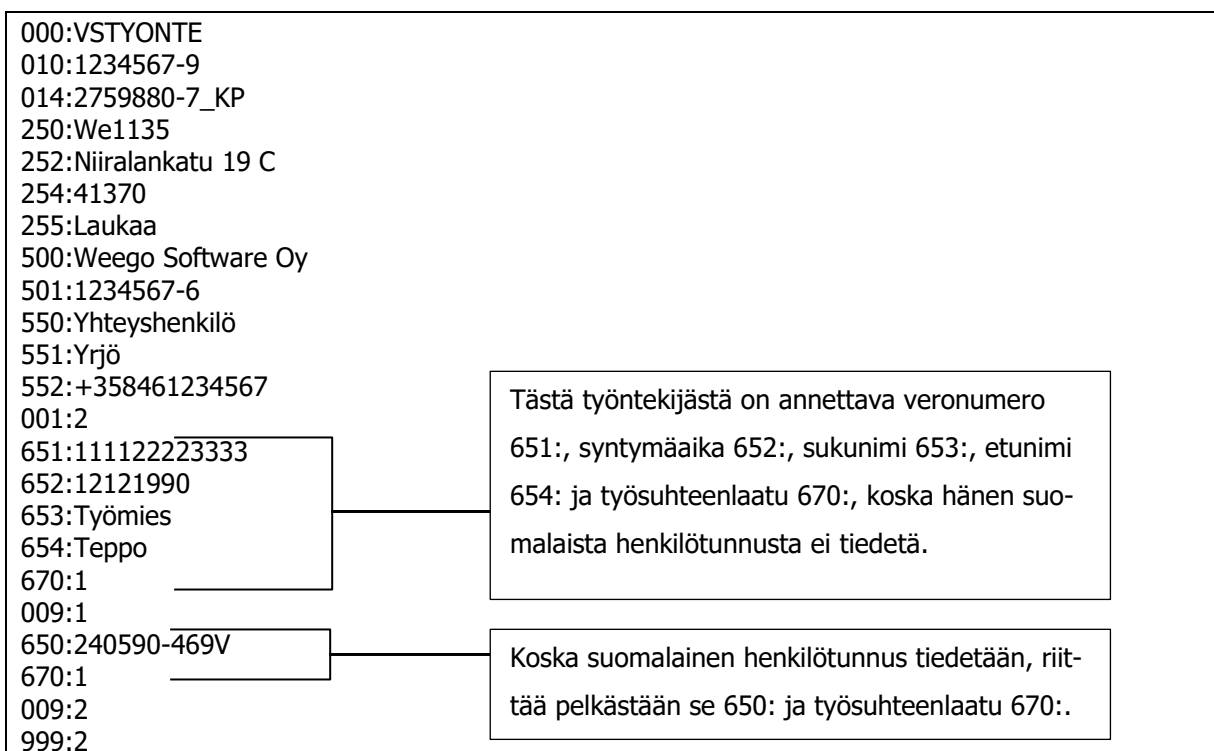 000:VSTYONTE
010:1234567-9
014:2759880-7_KP
250:We1135
252:Niiralankatu 19 C
254:41370
255:Laukaa
500:Weego Software Oy
501:1234567-6
550:Yhteyshenkilö
551:Yrjö
552:+358461234567
001:2
651:111122223333
652:12121990
653:Työmies
654:Teppo
670:1
009:1
650:240590-469V
670:1
009:2
999:2
Tästä työntekijästä on annettava veronumero
651:, syntymäaika 652:, sukunimi 653:, etunimi
654: ja työsuhteenlaatu 670:, koska hänen suo-
malaista henkilötunnusta ei tiedetä.
Koska suomalainen henkilötunnus tiedetään, riit-
tää pelkästään se 650: ja työsuhteenlaatu 670:.